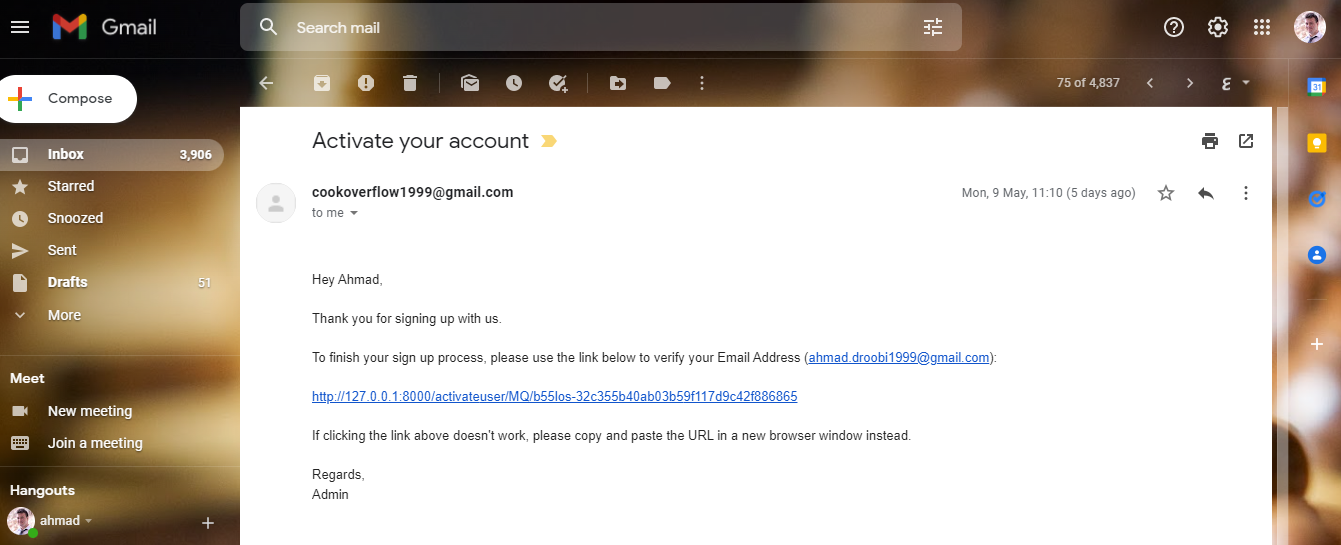 Gmail
Search mail
Compose
75 of 4,837
Inbox 3,906
Starred
Snoozed
Sent
Drafts 51
More
Meet
New meeting
Join a meeting
Hangouts
ahmad
Activate your account
cookoverflow1999@gmail.com
Mon, 9 May, 11:10 (5 days ago)
to me
Hey Ahmad,
Thank you for signing up with us.
To finish your sign up process, please use the link below to verify your Email Address (ahmad.droobi1999@gmail.com):
http://127.0.0.1:8000/activateuser/MQ/b55los-32c355b40ab03b59f117d9c42f886865
If clicking the link above doesn't work, please copy and paste the URL in a new browser window instead.
Regards,
Admin
31